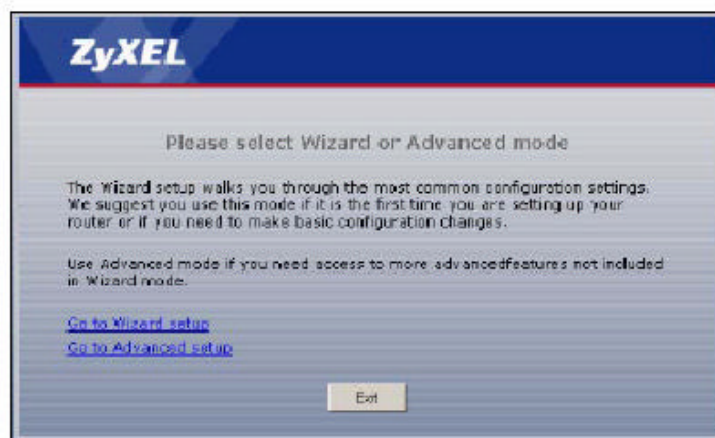 ZyXEL
Please select Wizard or Advanced mode
The Wizard setup walks you through the most common configuration settings.
We suggest you use this mode if it is the first time you are setting up your
router or if you need to make basic configuration changes.
Use Advanced mode if you need access to more advancedfeatures not included
in Wizard mode.
Go to Wizard setup
Go to Advanced setup
Exit